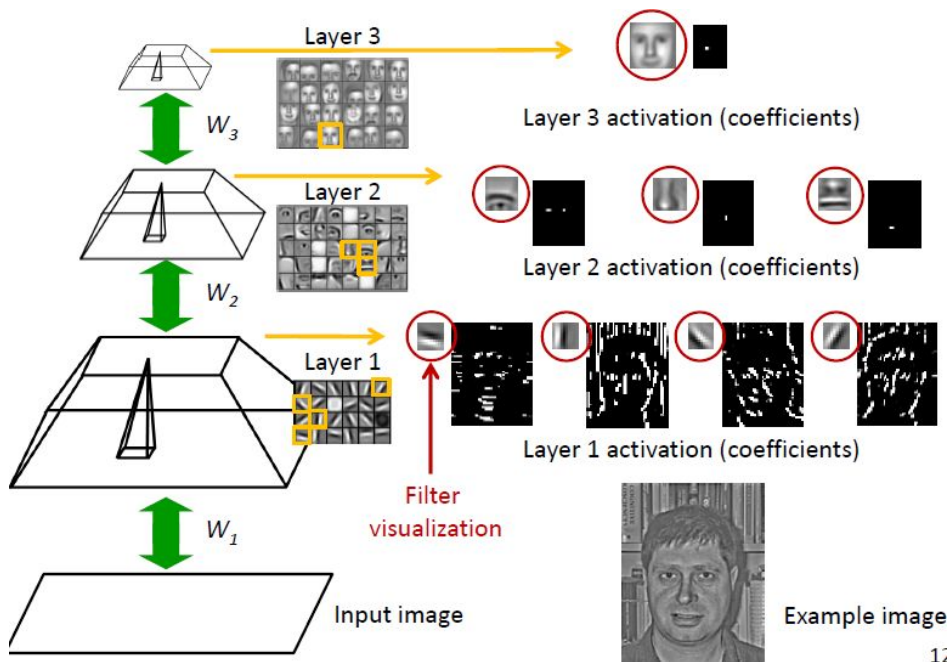 Layer 3
W3
Layer 3 activation (coefficients)
Layer 2
W2
Layer 2 activation (coefficients)
Layer 1
Layer 1 activation (coefficients)
Filter
visualization
W1
Input image
Example image
12